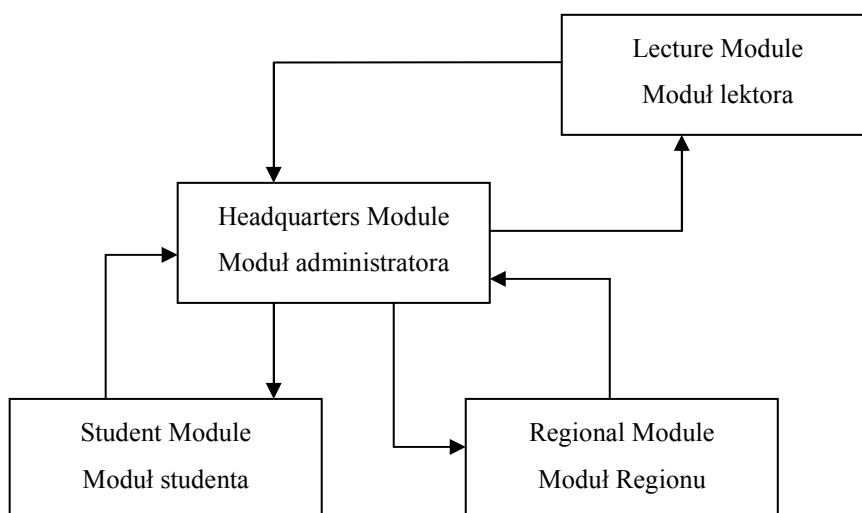 Lecture Module
Moduł lektora
Headquarters Module
Moduł administratora
Student Module
Moduł studenta
Regional Module
Moduł Regionu